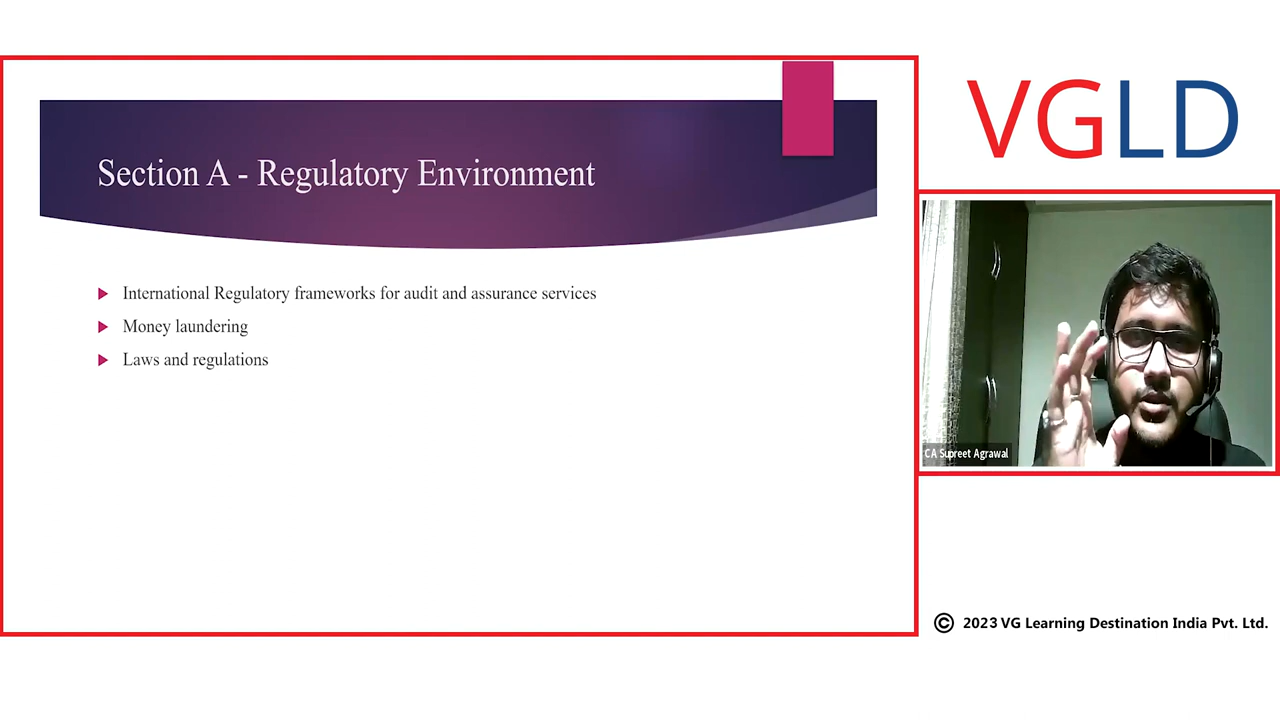 Section A - Regulatory Environment
International Regulatory frameworks for audit and assurance services
Money laundering
Laws and regulations
VGLD
CA Supreet Agrawal
© 2023 VG Learning Destination India Pvt. Ltd.